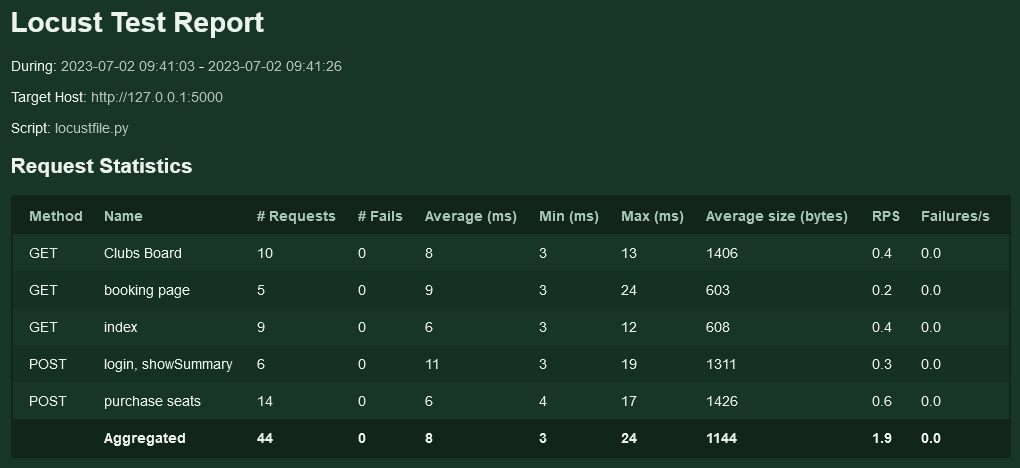 Locust Test Report
During: 2023-07-02 09:41:03 - 2023-07-02 09:41:26
Target Host: http://127.0.0.1:5000
Script: locustfile.py
Request Statistics
Method Name # Requests # Fails Average (ms) Min (ms) Max (ms) Average size (bytes) RPS Failures/s
GET Clubs Board 10 0 8 3 13 1406 0.4 0.0
GET booking page 5 0 9 3 24 603 0.2 0.0
GET index 9 0 6 3 12 608 0.4 0.0
POST login, showSummary 6 0 11 3 19 1311 0.3 0.0
POST purchase seats 14 0 6 4 17 1426 0.6 0.0
Aggregated 44 0 8 3 24 1144 1.9 0.0